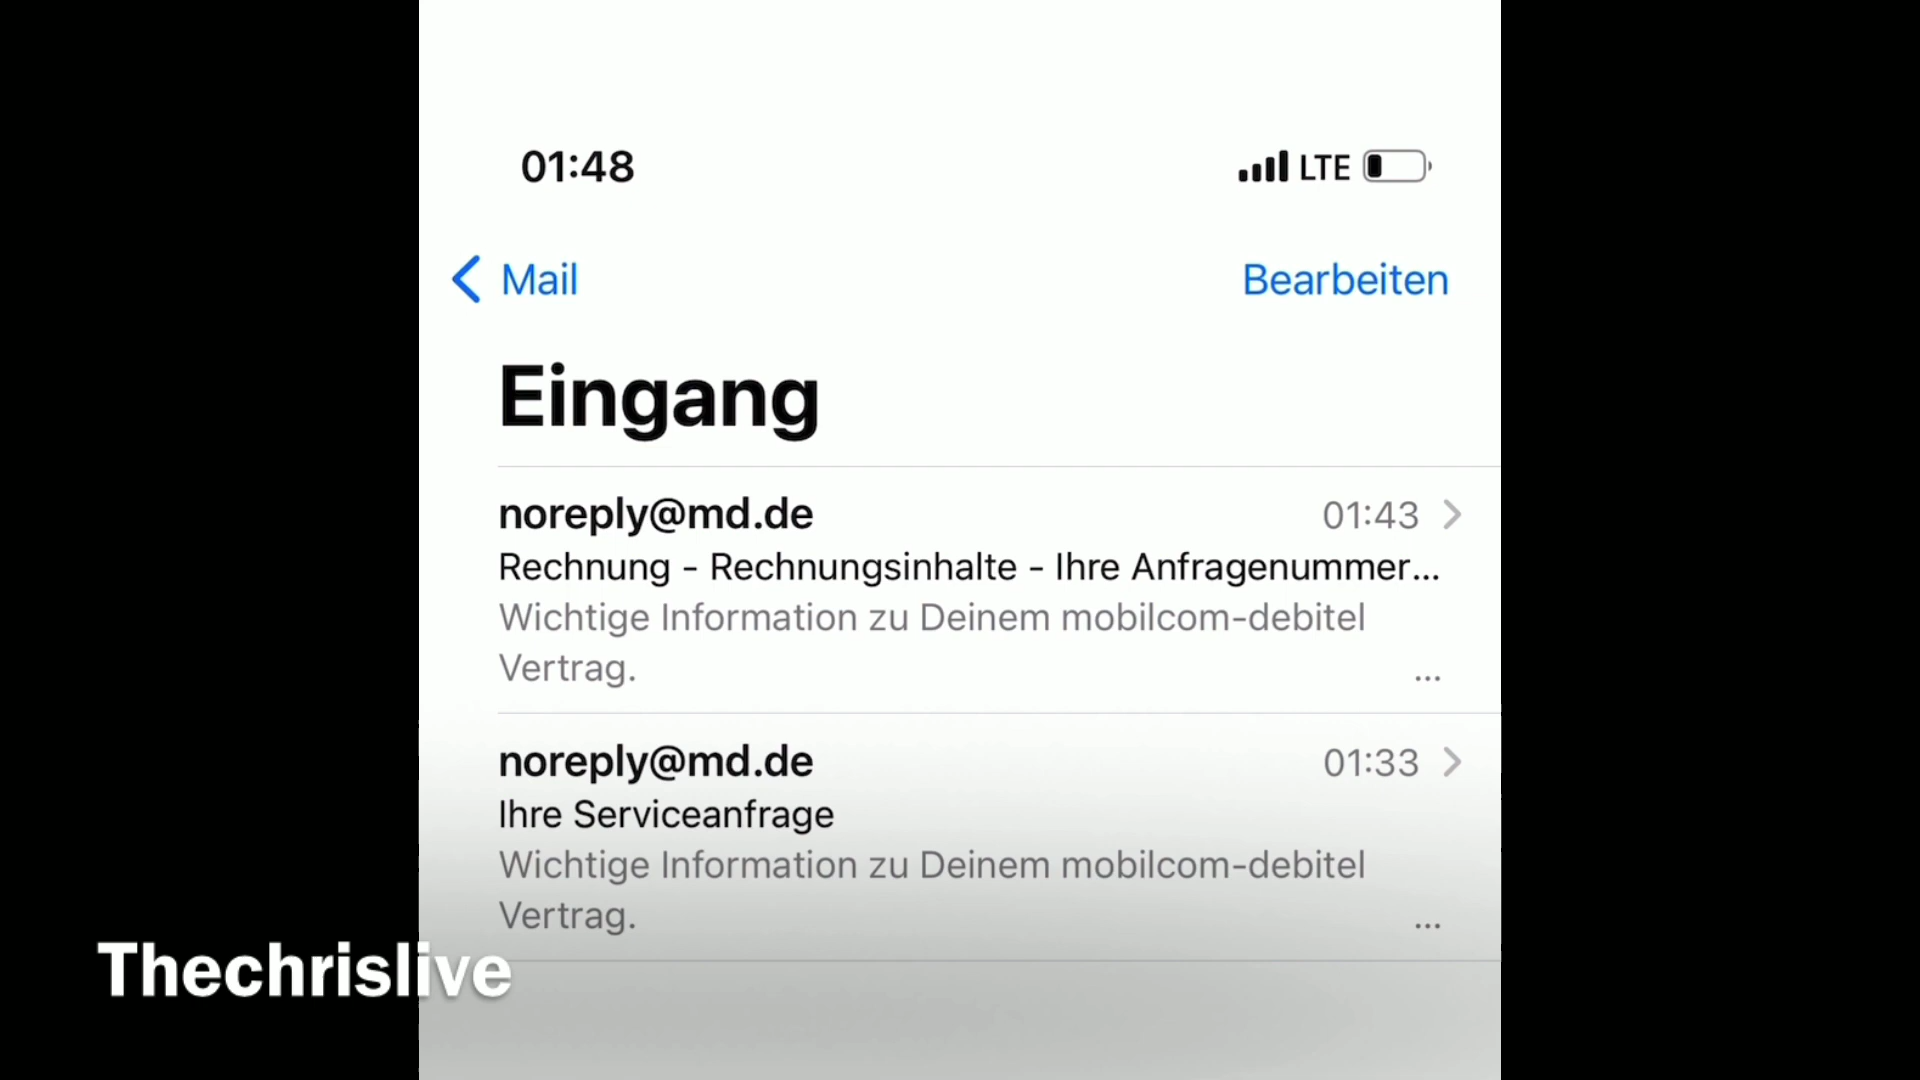 01:48 LTE
Mail Bearbeiten
Eingang
noreply@md.de 01:43
Rechnung - Rechnungsinhalte - Ihre Anfragenummer...
Wichtige Information zu Deinem mobilcom-debitel
Vertrag. ...
noreply@md.de 01:33
Ihre Serviceanfrage
Wichtige Information zu Deinem mobilcom-debitel
Vertrag. ...
Thechrislive